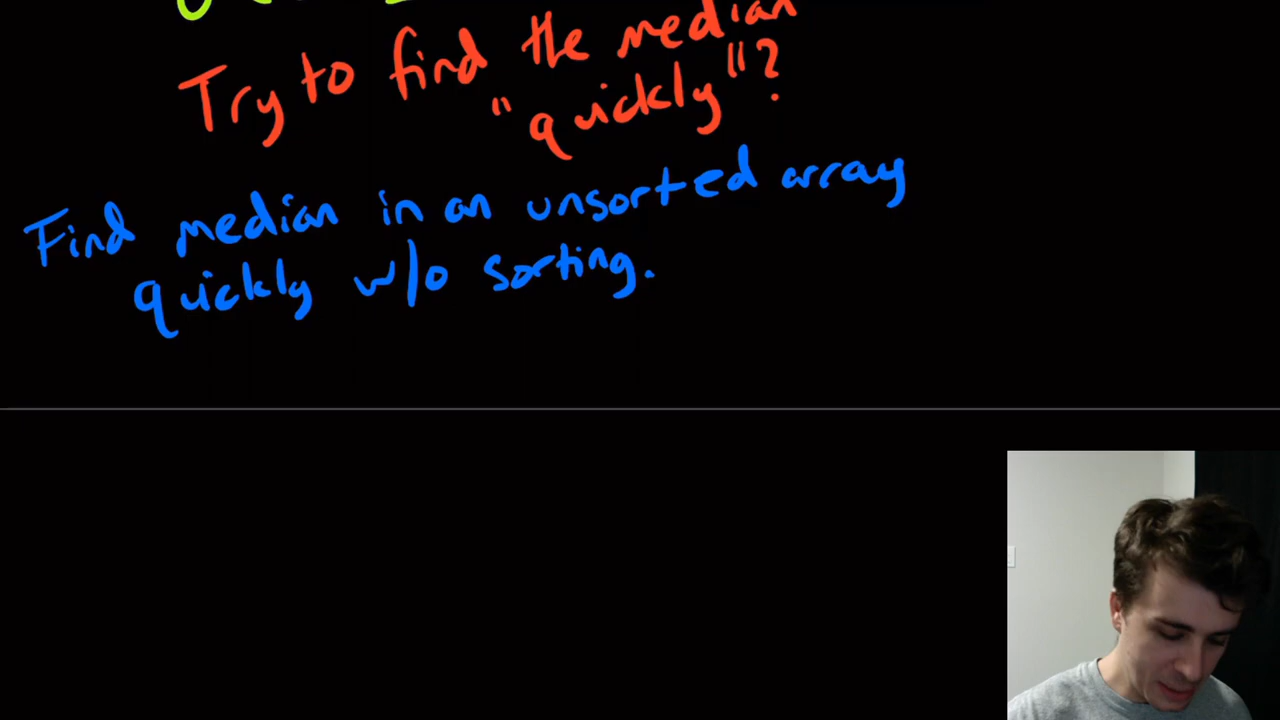 Try to find the median
"quickly"?
Find median in an unsorted array
quickly w/o sorting.